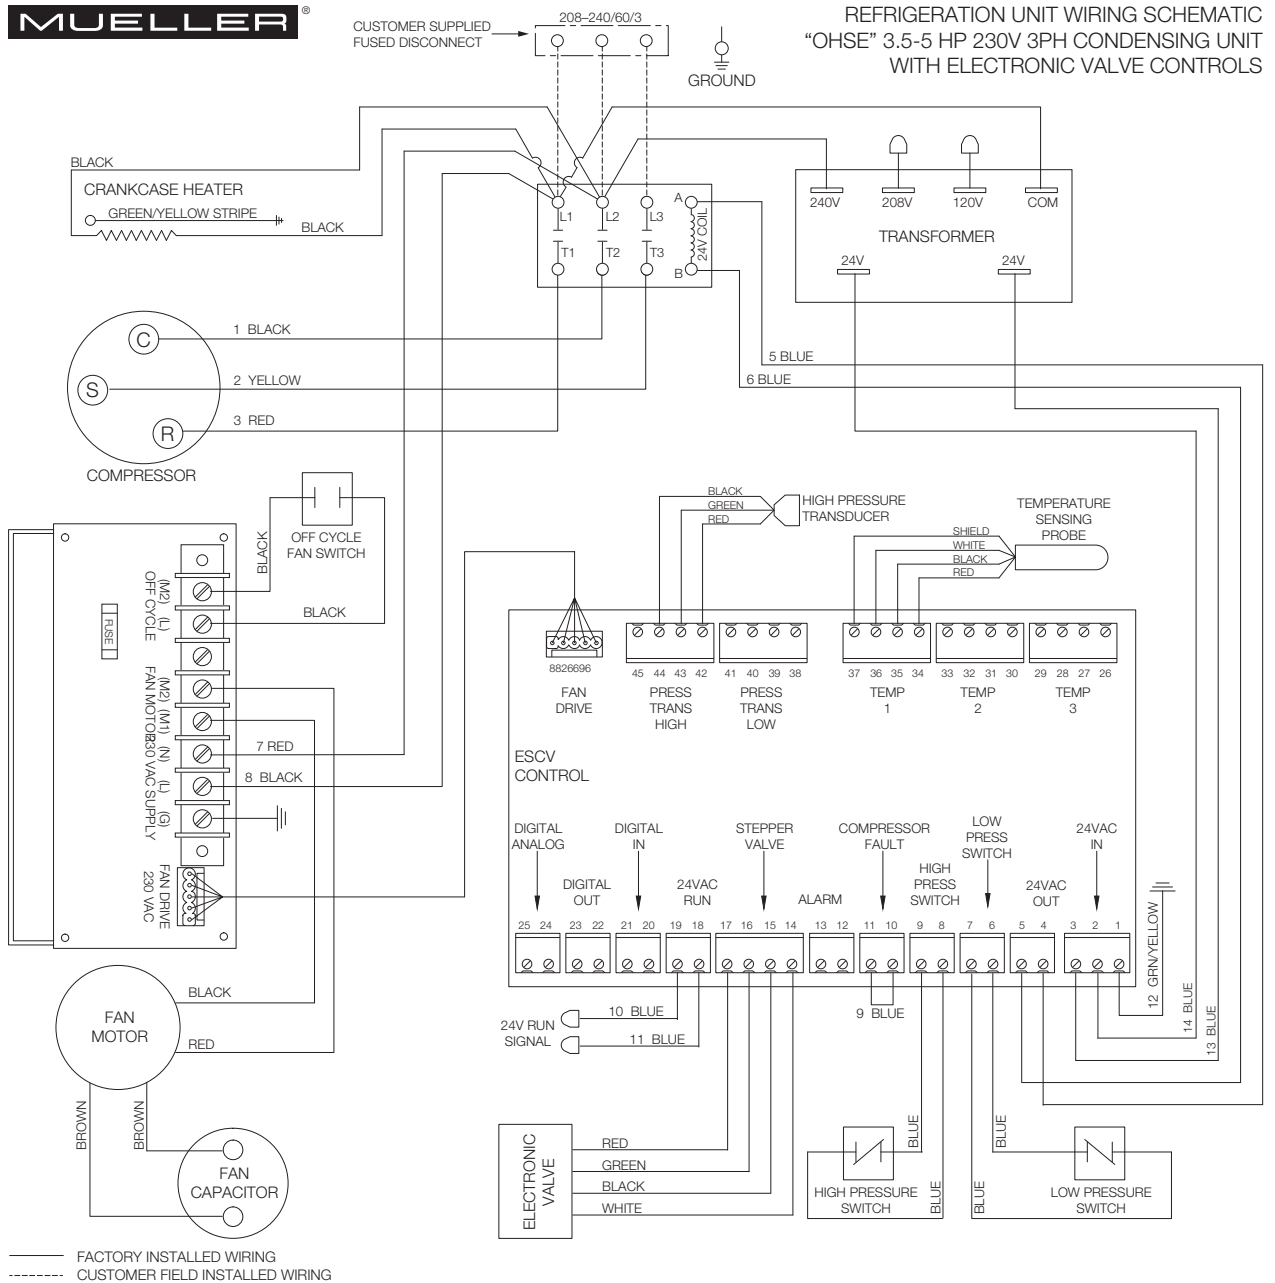 MUELLER®
CUSTOMER SUPPLIED
FUSED DISCONNECT
208–240/60/3
GROUND
REFRIGERATION UNIT WIRING SCHEMATIC
“OHSE” 3.5-5 HP 230V 3PH CONDENSING UNIT
WITH ELECTRONIC VALVE CONTROLS
BLACK
CRANKCASE HEATER
GREEN/YELLOW STRIPE
BLACK
L1
L2
L3
A
24V COIL
T1
T2
T3
B
240V
208V
120V
COM
TRANSFORMER
24V
24V
C
1 BLACK
S
2 YELLOW
R
3 RED
COMPRESSOR
5 BLUE
6 BLUE
OFF CYCLE
FAN SWITCH
BLACK
BLACK
(M2) (L)
OFF CYCLE
FUSE
(M2) (M1)
FAN MOTOR
(N) (L) (G)
230 VAC SUPPLY
7 RED
8 BLACK
FAN DRIVE
230 VAC
BLACK
GREEN
RED
HIGH PRESSURE
TRANSDUCER
TEMPERATURE
SENSING
PROBE
SHIELD
WHITE
BLACK
RED
8826696
FAN
DRIVE
45 44 43 42
PRESS
TRANS
HIGH
41 40 39 38
PRESS
TRANS
LOW
37 36 35 34
TEMP
1
33 32 31 30
TEMP
2
29 28 27 26
TEMP
3
ESCV
CONTROL
DIGITAL
ANALOG
DIGITAL
OUT
DIGITAL
IN
24VAC
RUN
STEPPER
VALVE
ALARM
COMPRESSOR
FAULT
HIGH
PRESS
SWITCH
LOW
PRESS
SWITCH
24VAC
OUT
24VAC
IN
25 24 23 22 21 20 19 18 17 16 15 14 13 12 11 10 9 8 7 6 5 4 3 2 1
12 GRN/YELLOW
14 BLUE
13 BLUE
24V RUN
SIGNAL
10 BLUE
11 BLUE
9 BLUE
FAN
MOTOR
BLACK
RED
BROWN
BROWN
FAN
CAPACITOR
ELECTRONIC
VALVE
RED
GREEN
BLACK
WHITE
BLUE
BLUE
HIGH PRESSURE
SWITCH
BLUE
BLUE
LOW PRESSURE
SWITCH
FACTORY INSTALLED WIRING
CUSTOMER FIELD INSTALLED WIRING